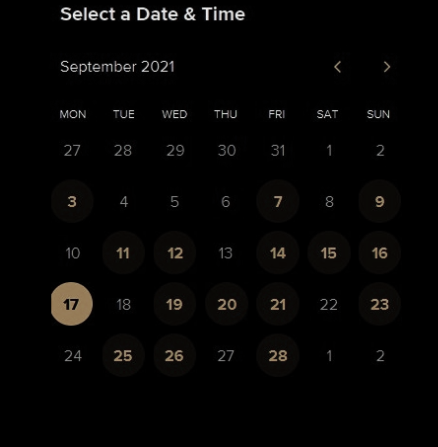 Select a Date & Time
September 2021
MON TUE WED THU FRI SAT SUN
27 28 29 30 31 1 2
3 4 5 6 7 8 9
10 11 12 13 14 15 16
17 18 19 20 21 22 23
24 25 26 27 28 1 2